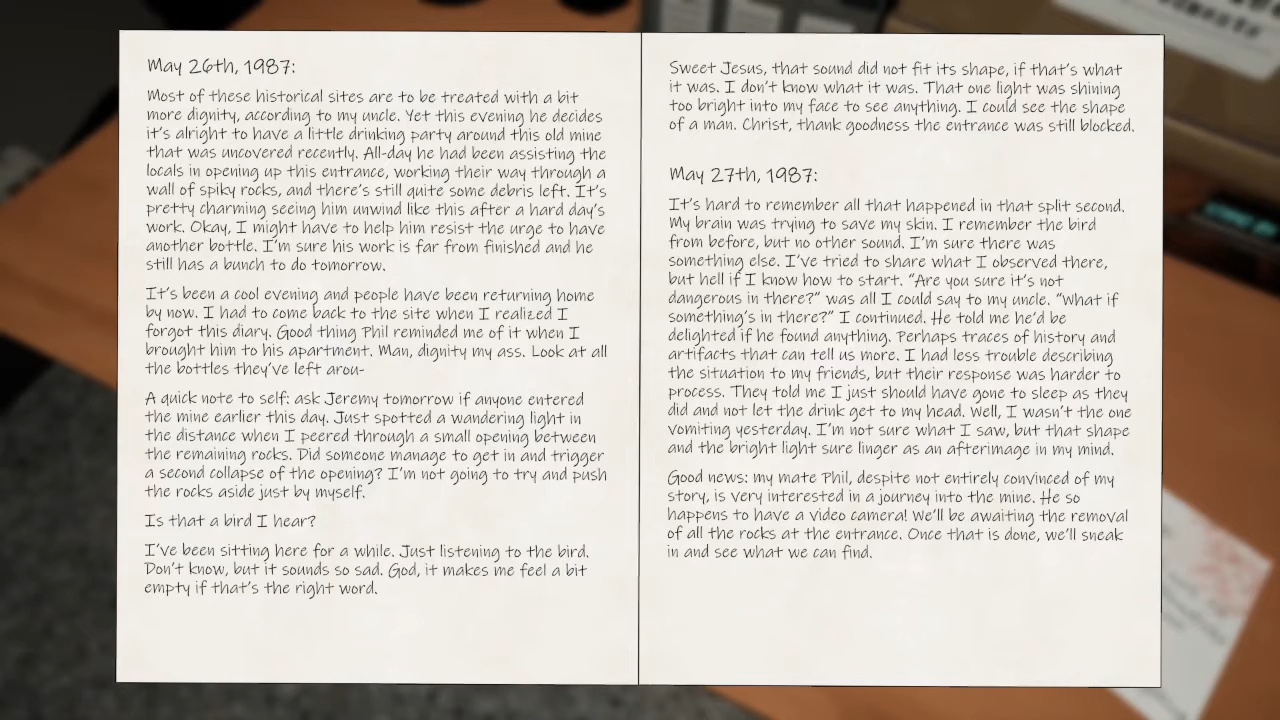 May 26th, 1987:
Most of these historical sites are to be treated with a bit
more dignity, according to my uncle. Yet this evening he decides
it's alright to have a little drinking party around this old mine
that was uncovered recently. All-day he had been assisting the
locals in opening up this entrance, working their way through a
wall of spiky rocks, and there's still quite some debris left. It's
pretty charming seeing him unwind like this after a hard day's
work. Okay, I might have to help him resist the urge to have
another bottle. I'm sure his work is far from finished and he
still has a bunch to do tomorrow.
It's been a cool evening and people have been returning home
by now. I had to come back to the site when I realized I
forgot this diary. Good thing Phil reminded me of it when I
brought him to his apartment. Man, dignity my ass. Look at all
the bottles they've left arou-
A quick note to self: ask Jeremy tomorrow if anyone entered
the mine earlier this day. Just spotted a wandering light in
the distance when I peered through a small opening between
the remaining rocks. Did someone manage to get in and trigger
a second collapse of the opening? I'm not going to try and push
the rocks aside just by myself.
Is that a bird I hear?
I've been sitting here for a while. Just listening to the bird.
Don't know, but it sounds so sad. God, it makes me feel a bit
empty if that's the right word.
Sweet Jesus, that sound did not fit its shape, if that's what
it was. I don't know what it was. That one light was shining
too bright into my face to see anything. I could see the shape
of a man. Christ, thank goodness the entrance was still blocked.
May 27th, 1987:
It's hard to remember all that happened in that split second.
My brain was trying to save my skin. I remember the bird
from before, but no other sound. I'm sure there was
something else. I've tried to share what I observed there,
but hell if I know how to start. "Are you sure it's not
dangerous in there?" was all I could say to my uncle. "What if
something's in there?" I continued. He told me he'd be
delighted if he found anything. Perhaps traces of history and
artifacts that can tell us more. I had less trouble describing
the situation to my friends, but their response was harder to
process. They told me I just should have gone to sleep as they
did and not let the drink get to my head. Well, I wasn't the one
vomiting yesterday. I'm not sure what I saw, but that shape
and the bright light sure linger as an afterimage in my mind.
Good news: my mate Phil, despite not entirely convinced of my
story, is very interested in a journey into the mine. He so
happens to have a video camera! We'll be awaiting the removal
of all the rocks at the entrance. Once that is done, we'll sneak
in and see what we can find.